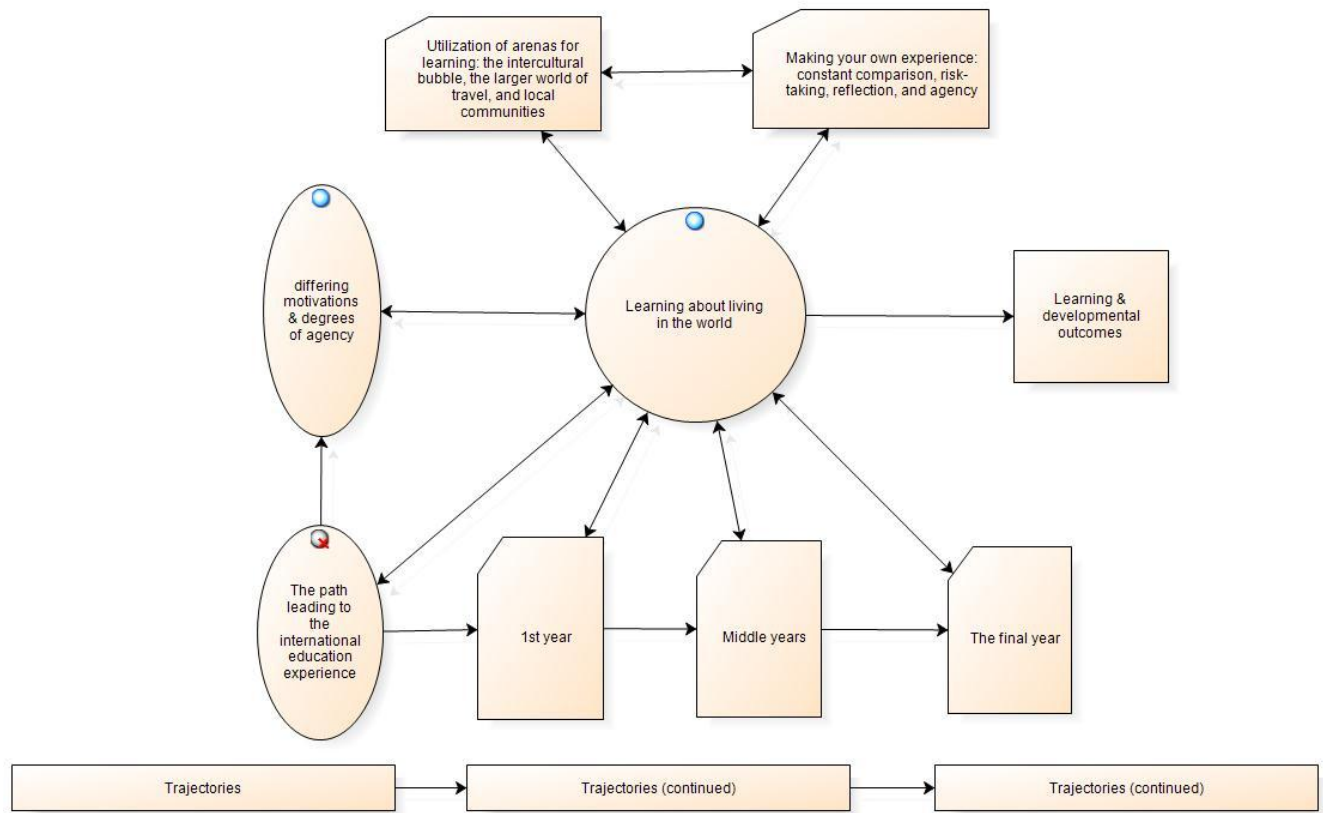 Utilization of arenas for
learning: the intercultural
bubble, the larger world of
travel, and local
communities
Making your own experience:
constant comparison, risk-
taking, reflection, and agency
differing
motivations
& degrees
of agency
Learning about living
in the world
Learning &
developmental
outcomes
The path
leading to
the
international
education
experience
1st year
Middle years
The final year
Trajectories
Trajectories (continued)
Trajectories (continued)